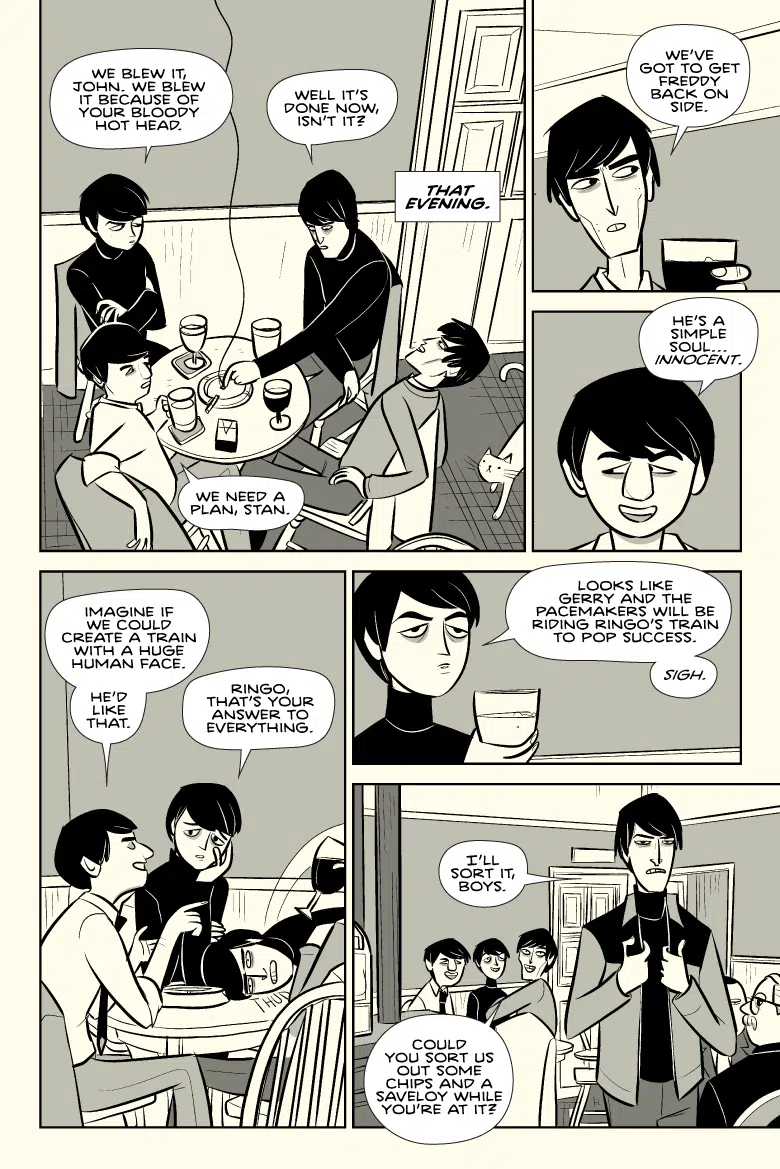 WE BLEW IT,
JOHN. WE BLEW
IT BECAUSE OF
YOUR BLOODY
HOT HEAD.
WELL IT'S
DONE NOW,
ISN'T IT?
THAT
EVENING.
WE NEED A
PLAN, STAN.
WE'VE
GOT TO GET
FREDDY
BACK ON
SIDE.
HE'S A
SIMPLE
SOUL...
INNOCENT.
IMAGINE IF
WE COULD
CREATE A TRAIN
WITH A HUGE
HUMAN FACE.
HE'D
LIKE
THAT.
RINGO,
THAT'S YOUR
ANSWER TO
EVERYTHING.
LOOKS LIKE
GERRY AND THE
PACEMAKERS WILL BE
RIDING RINGO'S TRAIN
TO POP SUCCESS.
SIGH.
I'LL
SORT IT,
BOYS.
COULD
YOU SORT US
OUT SOME
CHIPS AND A
SAVELOY WHILE
YOU'RE AT IT?